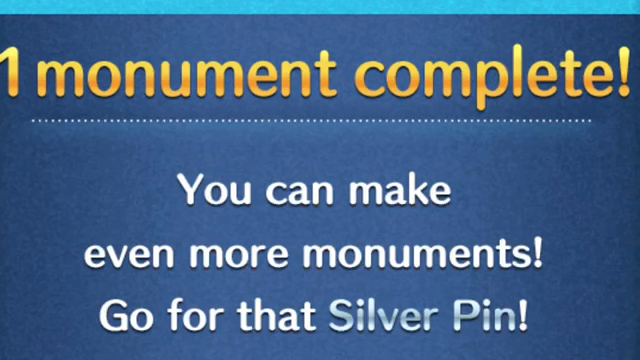 1 monument complete!
You can make
even more monuments!
Go for that Silver Pin!